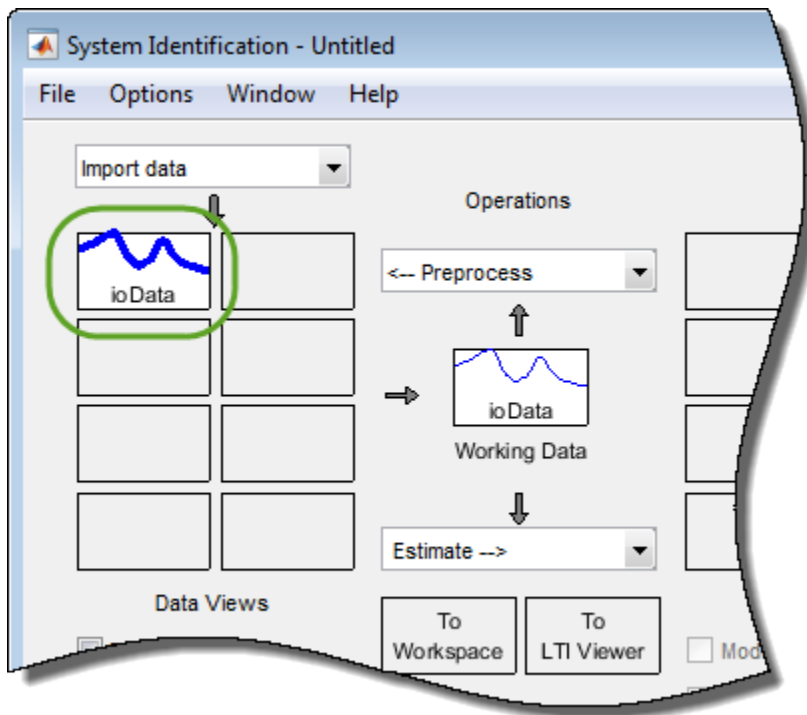 System Identification - Untitled
File Options Window Help
Import data
Operations
<-- Preprocess
ioData
ioData
Working Data
Estimate -->
Data Views
To Workspace
To LTI Viewer